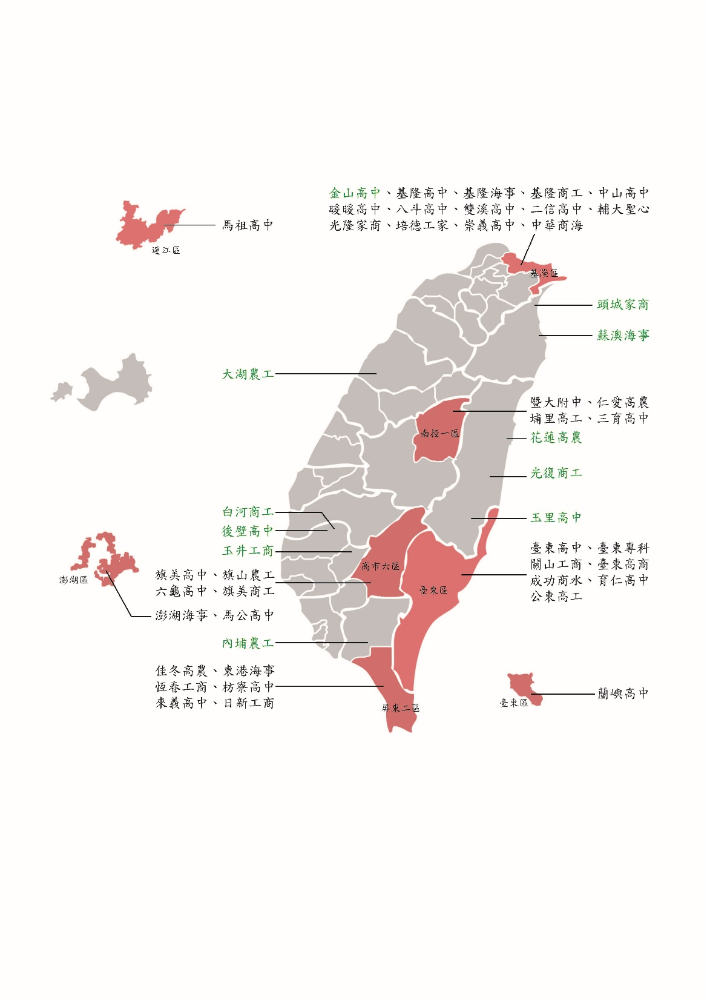 金山高中、基隆高中、基隆海事、基隆商工、中山高中
暖暖高中、八斗高中、雙溪高中、二信高中、輔大聖心
光隆家商、培德工家、崇義高中、中華商海
馬祖高中
連江區
基隆區
頭城家商
蘇澳海事
大湖農工
暨大附中、仁愛高農
埔里高工、三育高中
南投一區
花蓮高農
光復商工
白河商工
後壁高中
玉里高中
玉井工商
臺東高中、臺東專科
關山工商、臺東高商
成功商水、育仁高中
公東高工
高市六區
旗美高中、旗山農工
六龜高中、旗美商工
澎湖區
臺東區
澎湖海事、馬公高中
內埔農工
佳冬高農、東港海事
恆春工商、枋寮高中
來義高中、日新工商
屏東二區
蘭嶼高中
臺東區